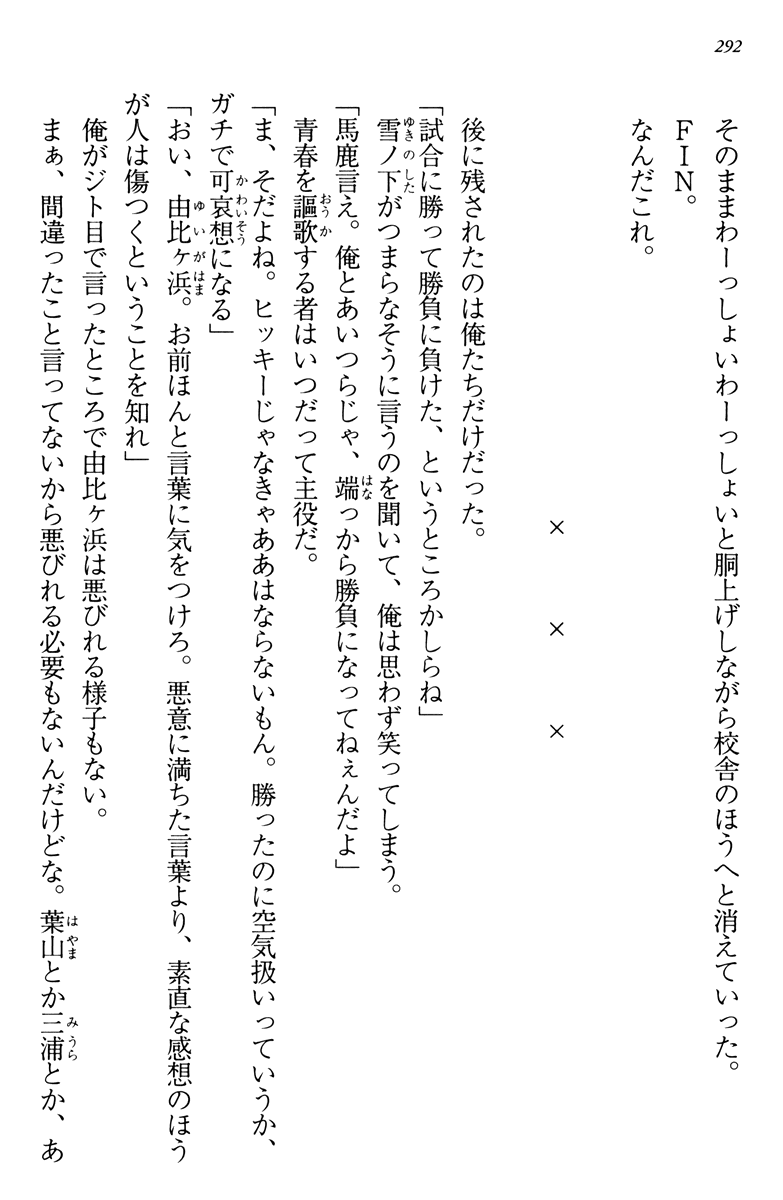 292
そのままわーっしょいわーっしょいと胴上げしながら校舎のほうへと消えていった。
ＦＩＮ。
なんだこれ。
×　×　×
後に残されたのは俺たちだけだった。
「試合に勝って勝負に負けた、というところかしらね」
雪ノ下がつまらなそうに言うのを聞いて、俺は思わず笑ってしまう。
「馬鹿言え。俺とあいつらじゃ、端っから勝負になってねぇんだよ」
青春を謳歌する者はいつだって主役だ。
「ま、そだよね。ヒッキーじゃなきゃああはならないもん。勝ったのに空気扱いっていうか、
ガチで可哀想になる」
「おい、由比ヶ浜。お前ほんと言葉に気をつけろ。悪意に満ちた言葉より、素直な感想のほう
が人は傷つくということを知れ」
俺がジト目で言ったところで由比ヶ浜は悪びれる様子もない。
まぁ、間違ったこと言ってないから悪びれる必要もないんだけどな。葉山とか三浦とか、あ